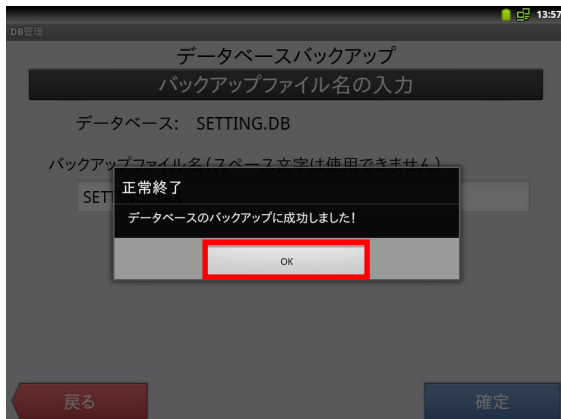 13:57
DB管理
データベースバックアップ
バックアップファイル名の入力
データベース: SETTING.DB
バックアップファイル名(スペース文字は使用できません)
SETTING.BAK
正常終了
データベースのバックアップに成功しました!
OK
戻る
確定